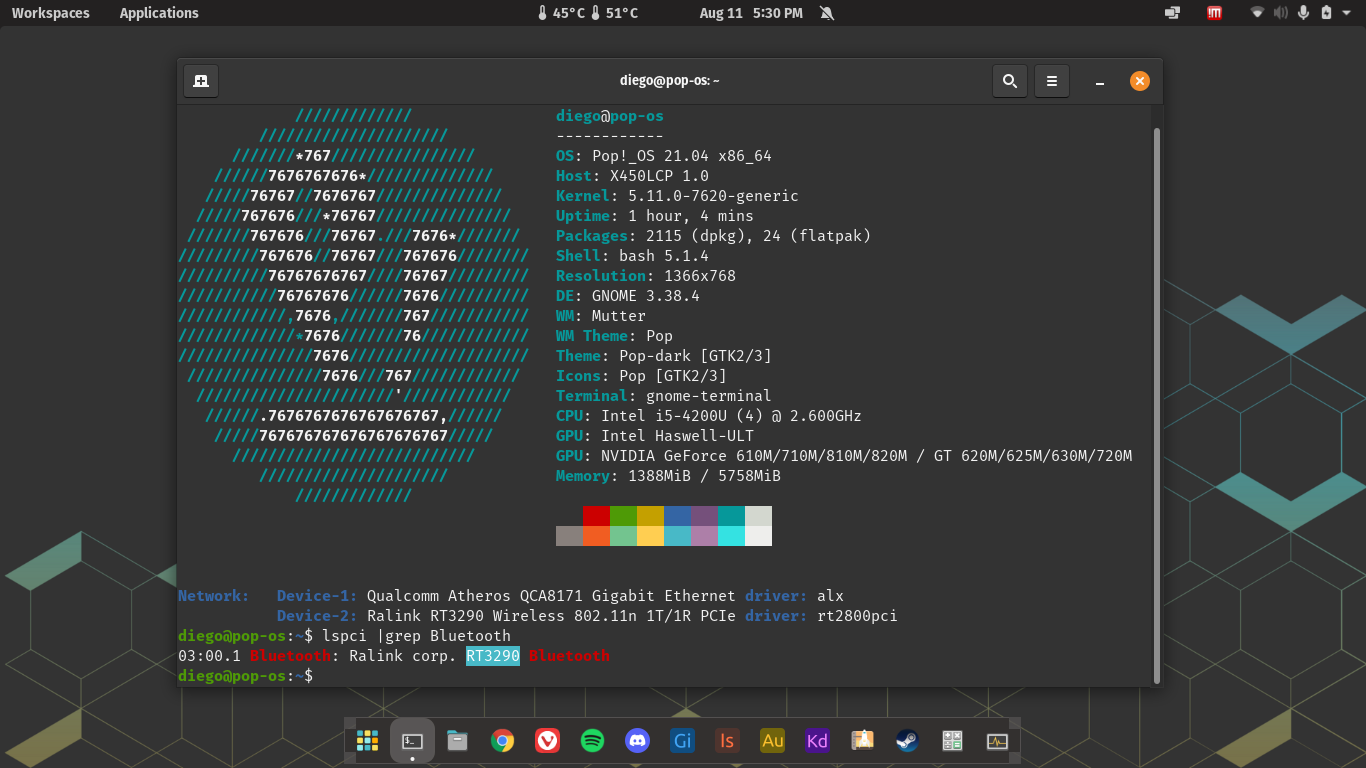 Workspaces Applications 45°C 51°C Aug 11 5:30 PM
diego@pop-os: ~
///////////// diego@pop-os
///////////////////// ------------
///////*767//////////////// OS: Pop!_OS 21.04 x86_64
//////7676767676*////////////// Host: X450LCP 1.0
/////76767//7676767////////////// Kernel: 5.11.0-7620-generic
/////767676///*76767/////////////// Uptime: 1 hour, 4 mins
///////767676///76767.///7676*/////// Packages: 2115 (dpkg), 24 (flatpak)
/////////767676//76767///767676//////// Shell: bash 5.1.4
//////////76767676767////76767///////// Resolution: 1366x768
///////////76767676//////7676////////// DE: GNOME 3.38.4
////////////,7676,///////767/////////// WM: Mutter
/////////////*7676///////76//////////// WM Theme: Pop
///////////////7676//////////////////// Theme: Pop-dark [GTK2/3]
///////////////7676///767//////////// Icons: Pop [GTK2/3]
//////////////////////'//////////// Terminal: gnome-terminal
//////.7676767676767676767,////// CPU: Intel i5-4200U (4) @ 2.600GHz
/////767676767676767676767///// GPU: Intel Haswell-ULT
/////////////////////////// GPU: NVIDIA GeForce 610M/710M/810M/820M / GT 620M/625M/630M/720M
///////////////////// Memory: 1388MiB / 5758MiB
/////////////
Network: Device-1: Qualcomm Atheros QCA8171 Gigabit Ethernet driver: alx
Device-2: Ralink RT3290 Wireless 802.11n 1T/1R PCIe driver: rt2800pci
diego@pop-os:~$ lspci |grep Bluetooth
03:00.1 Bluetooth: Ralink corp. RT3290 Bluetooth
diego@pop-os:~$
Gi Is Au Kd